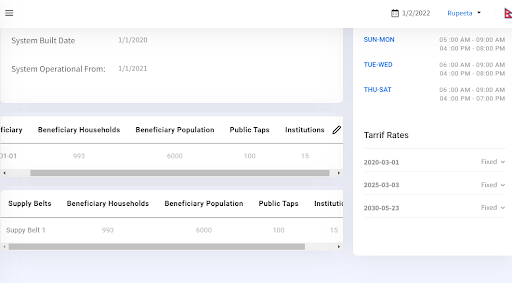 1/2/2022 Rupeeta
System Built Date 1/1/2020
System Operational From: 1/1/2021
SUN-MON 05 :00 AM - 09:00 AM
04 :00 PM - 08:00 PM
TUE-WED 06 :00 AM - 09:00 AM
04 :00 PM - 08:00 PM
THU-SAT 06 :00 AM - 09:00 AM
04 :00 PM - 07:00 PM
ficiary Beneficiary Households Beneficiary Population Public Taps Institutions
01-01 993 6000 100 15
Supply Belts Beneficiary Households Beneficiary Population Public Taps Instituti
Suppy Belt 1 993 6000 100 15
Tarrif Rates
2020-03-01 Fixed
2025-03-03 Fixed
2030-05-23 Fixed